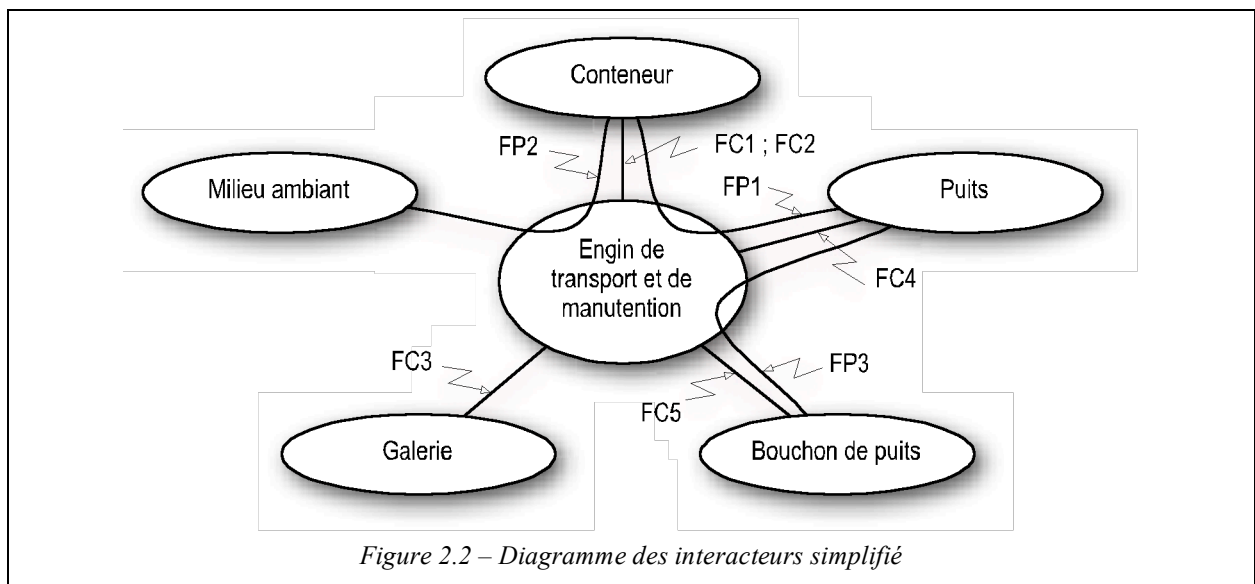 Conteneur
FP2
FC1 ; FC2
Milieu ambiant
FP1
Puits
Engin de
transport et de
manutention
FC4
FC3
FP3
FC5
Galerie
Bouchon de puits
Figure 2.2 – Diagramme des interacteurs simplifié